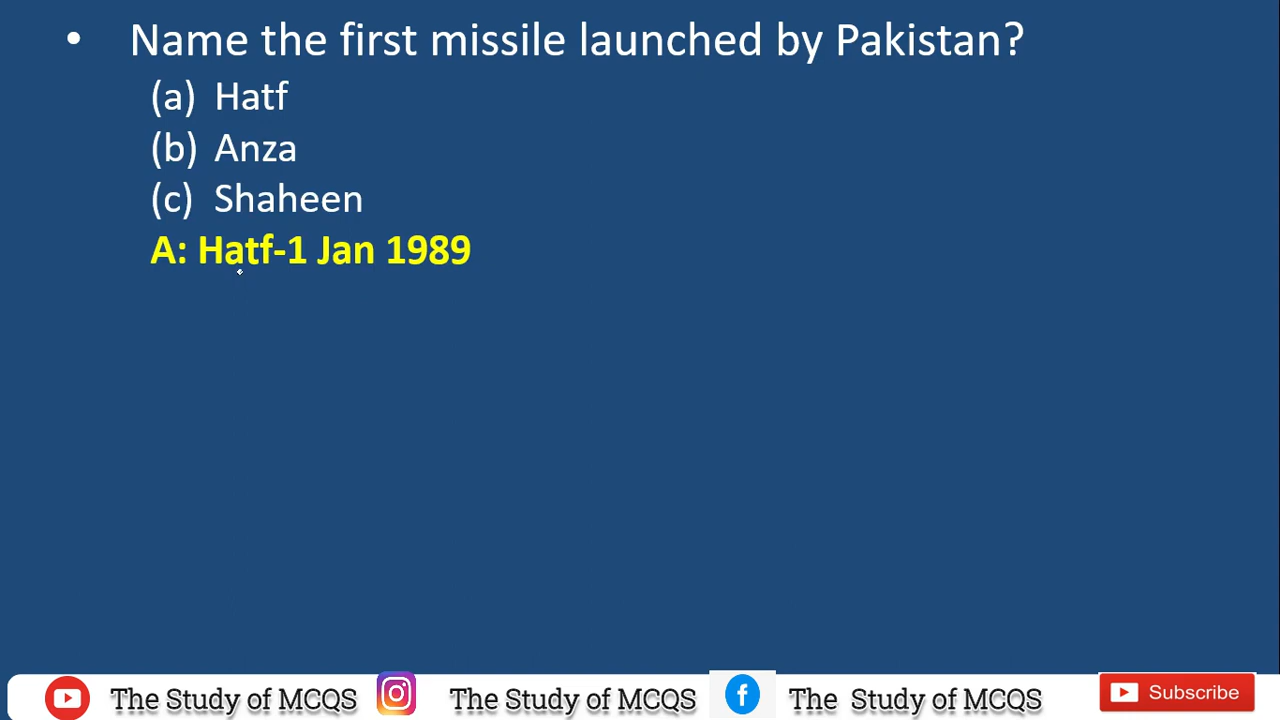 • Name the first missile launched by Pakistan?
(a) Hatf
(b) Anza
(c) Shaheen
A: Hatf-1 Jan 1989
The Study of MCQS The Study of MCQS The Study of MCQS Subscribe